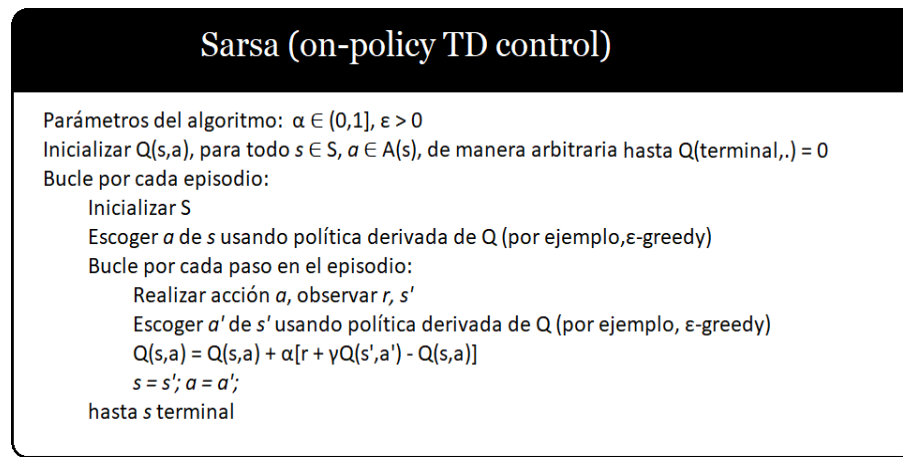 Sarsa (on-policy TD control)
Parámetros del algoritmo: α ∈ (0,1], ε > 0
Inicializar Q(s,a), para todo s ∈ S, a ∈ A(s), de manera arbitraria hasta Q(terminal,.) = 0
Bucle por cada episodio:
Inicializar S
Escoger a de s usando política derivada de Q (por ejemplo,ε-greedy)
Bucle por cada paso en el episodio:
Realizar acción a, observar r, s'
Escoger a' de s' usando política derivada de Q (por ejemplo, ε-greedy)
Q(s,a) = Q(s,a) + α[r + γQ(s',a') - Q(s,a)]
s = s'; a = a';
hasta s terminal